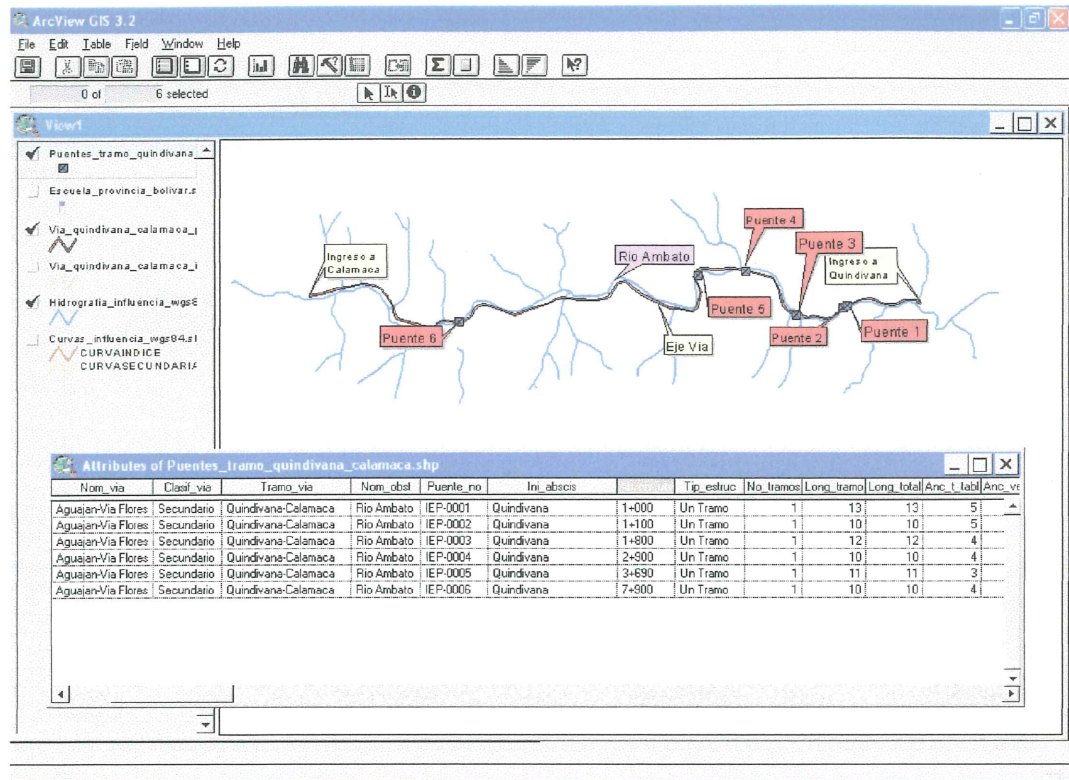 ArcView GIS 3.2
File Edit Table Field Window Help
0 of 6 selected
View1
Puentes_tramo_quindivana_
Escuela_provincia_bolivar.s
Via_quindivana_calamaca_
Via_quindivana_calamaca_i
Hidrografia_influencia_wgs8
Curvas_influencia_wgs84.sl
CURVAINDICE
CURVASECUNDARIA
Puente 4
Puente 3
Ingreso a
Calamaca
Rio Ambato
Ingreso a
Quindivana
Puente 5
Puente 6
Eje Via
Puente 2
Puente 1
Attributes of Puentes_tramo_quindivana_calamaca.shp
Nom_via Clasif_via Tramo_via Nom_obst Puente_no Ini_abscis Tip_estruc No_tramos Long_tramo Long_total Anc_t_tabl Anc_ve
Aguajan-Via Flores Secundario Quindivana-Calamaca Rio Ambato IEP-0001 Quindivana 1+000 Un Tramo 1 13 13 5
Aguajan-Via Flores Secundario Quindivana-Calamaca Rio Ambato IEP-0002 Quindivana 1+100 Un Tramo 1 10 10 5
Aguajan-Via Flores Secundario Quindivana-Calamaca Rio Ambato IEP-0003 Quindivana 1+800 Un Tramo 1 12 12 4
Aguajan-Via Flores Secundario Quindivana-Calamaca Rio Ambato IEP-0004 Quindivana 2+900 Un Tramo 1 10 10 4
Aguajan-Via Flores Secundario Quindivana-Calamaca Rio Ambato IEP-0005 Quindivana 3+690 Un Tramo 1 11 11 3
Aguajan-Via Flores Secundario Quindivana-Calamaca Rio Ambato IEP-0006 Quindivana 7+900 Un Tramo 1 10 10 4